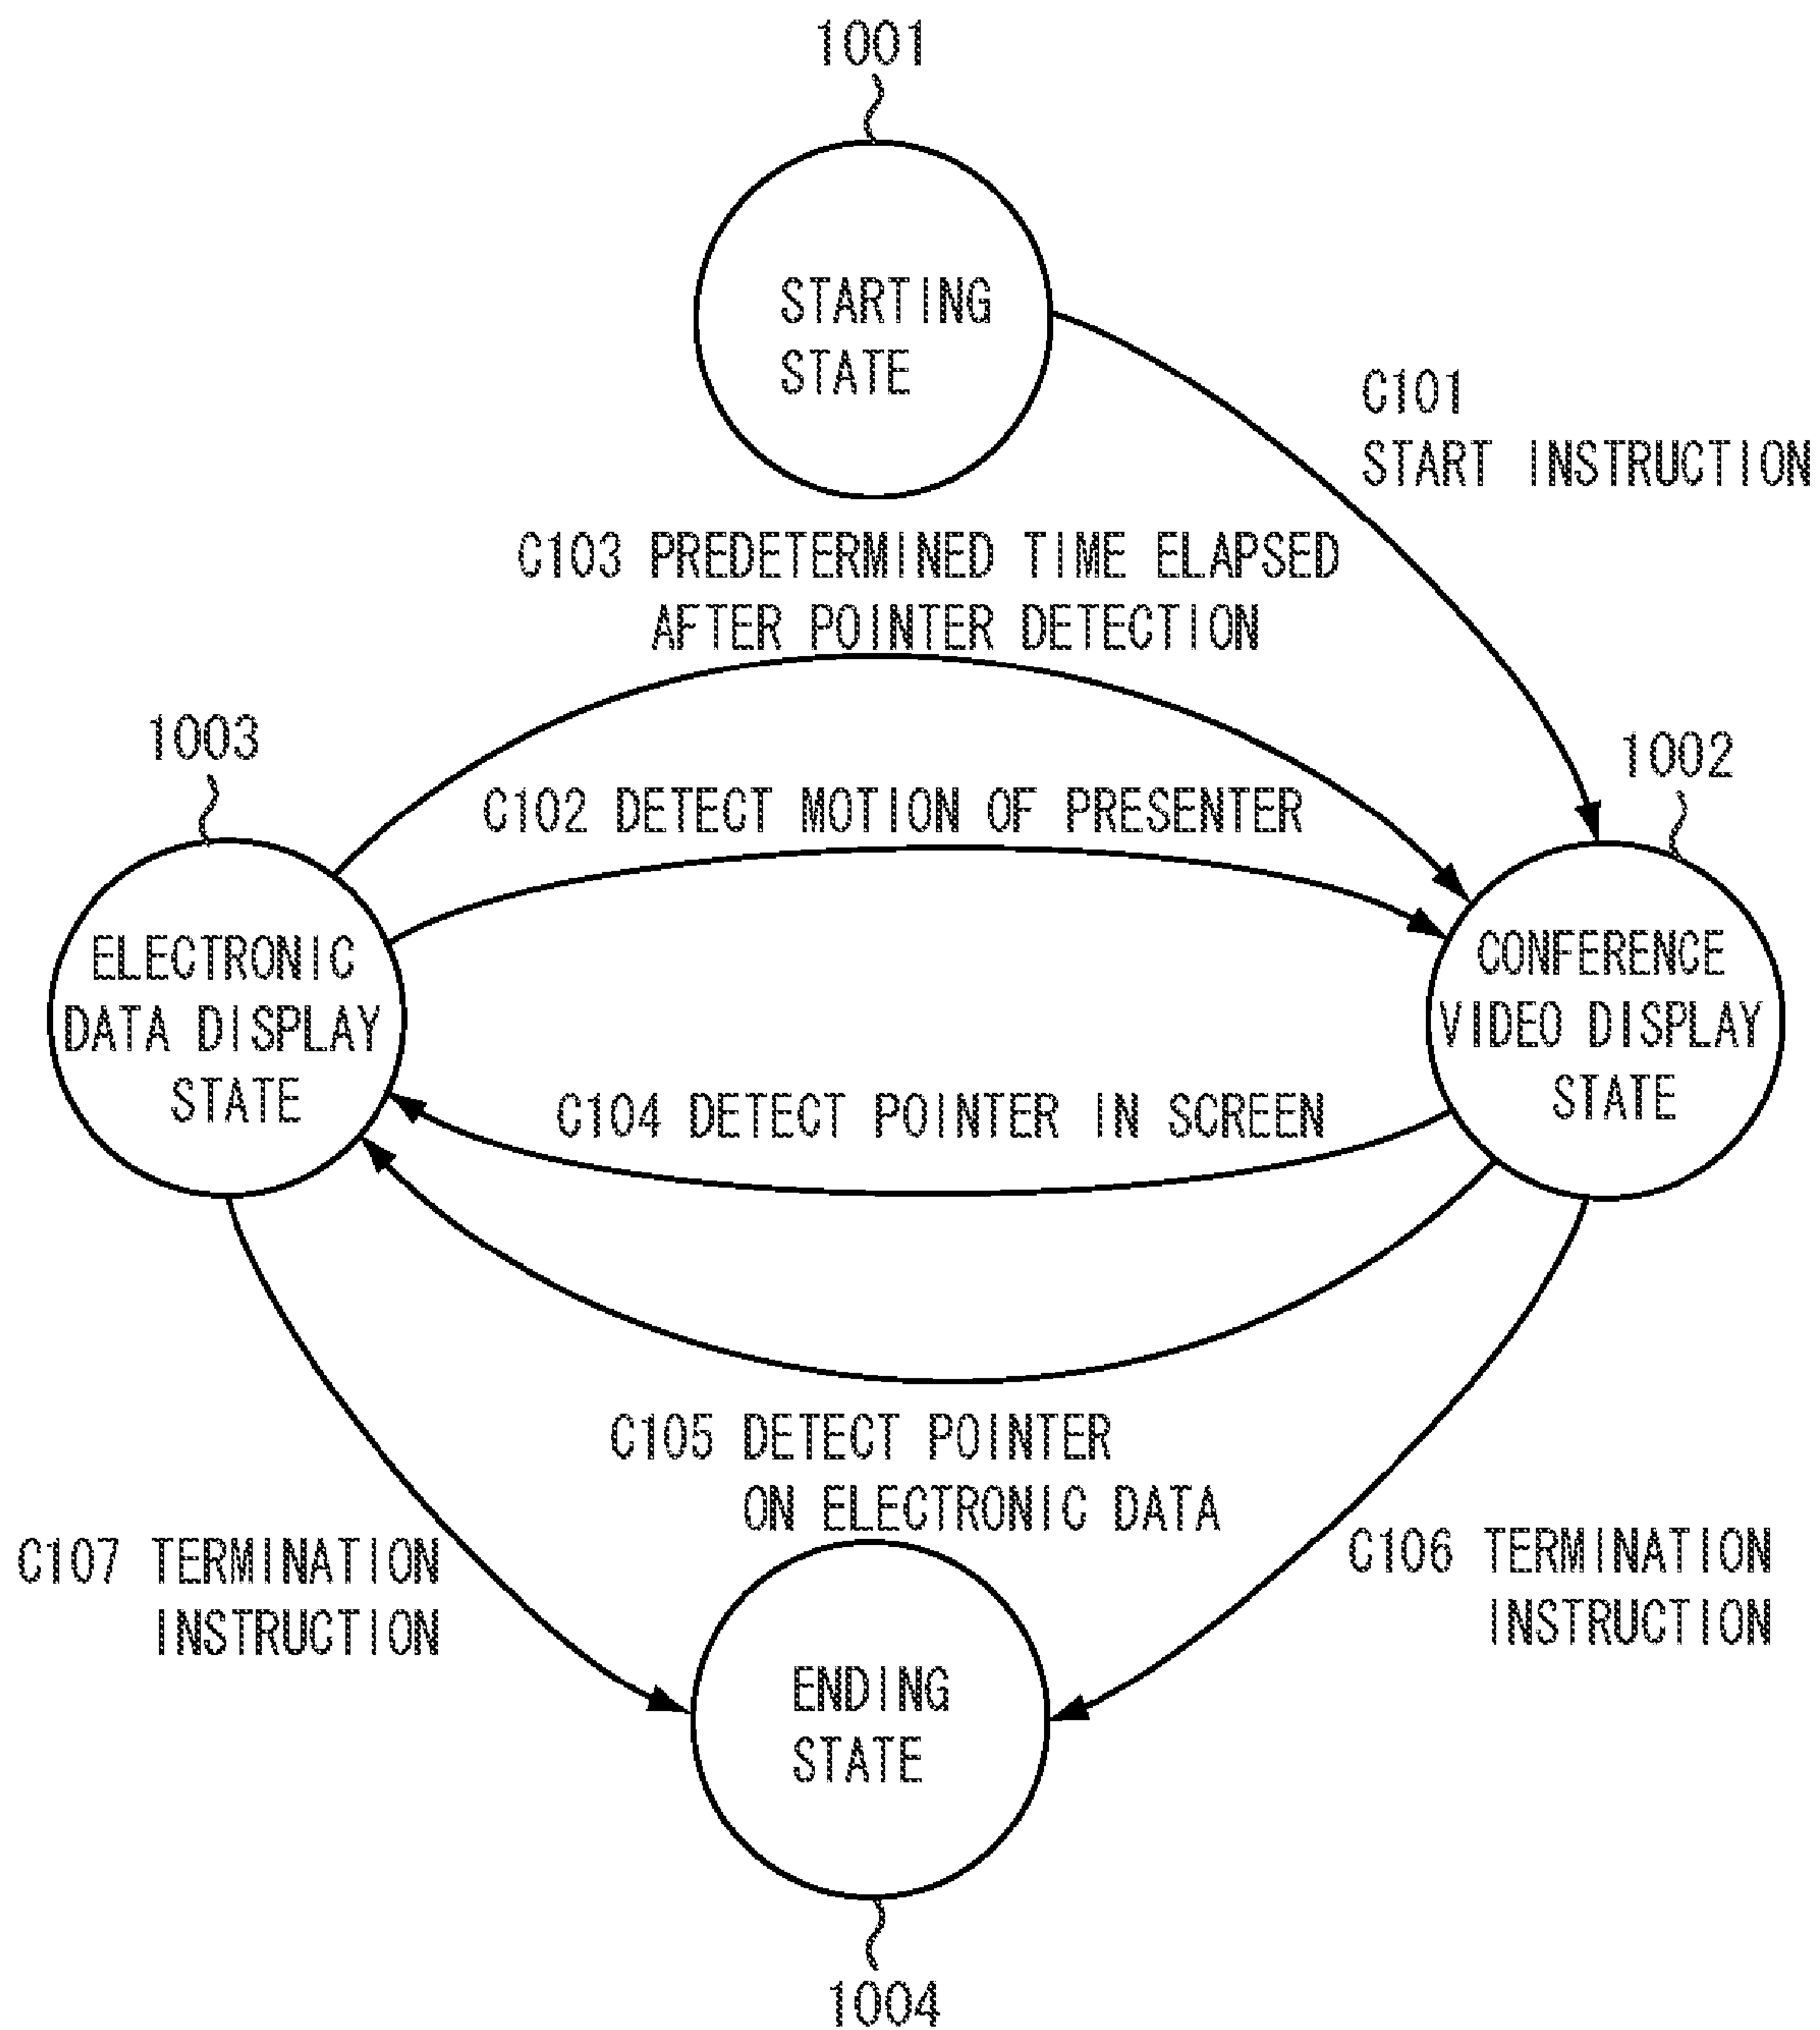 1001
STARTING
STATE
C101
START INSTRUCTION
C103 PREDETERMINED TIME ELAPSED
AFTER POINTER DETECTION
1003
1002
C102 DETECT MOTION OF PRESENTER
ELECTRONIC
DATA DISPLAY
STATE
CONFERENCE
VIDEO DISPLAY
STATE
C104 DETECT POINTER IN SCREEN
C105 DETECT POINTER
ON ELECTRONIC DATA
C107 TERMINATION
INSTRUCTION
C106 TERMINATION
INSTRUCTION
ENDING
STATE
1004